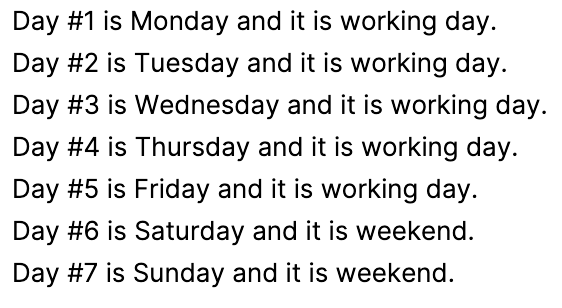 Day #1 is Monday and it is working day.
Day #2 is Tuesday and it is working day.
Day #3 is Wednesday and it is working day.
Day #4 is Thursday and it is working day.
Day #5 is Friday and it is working day.
Day #6 is Saturday and it is weekend.
Day #7 is Sunday and it is weekend.